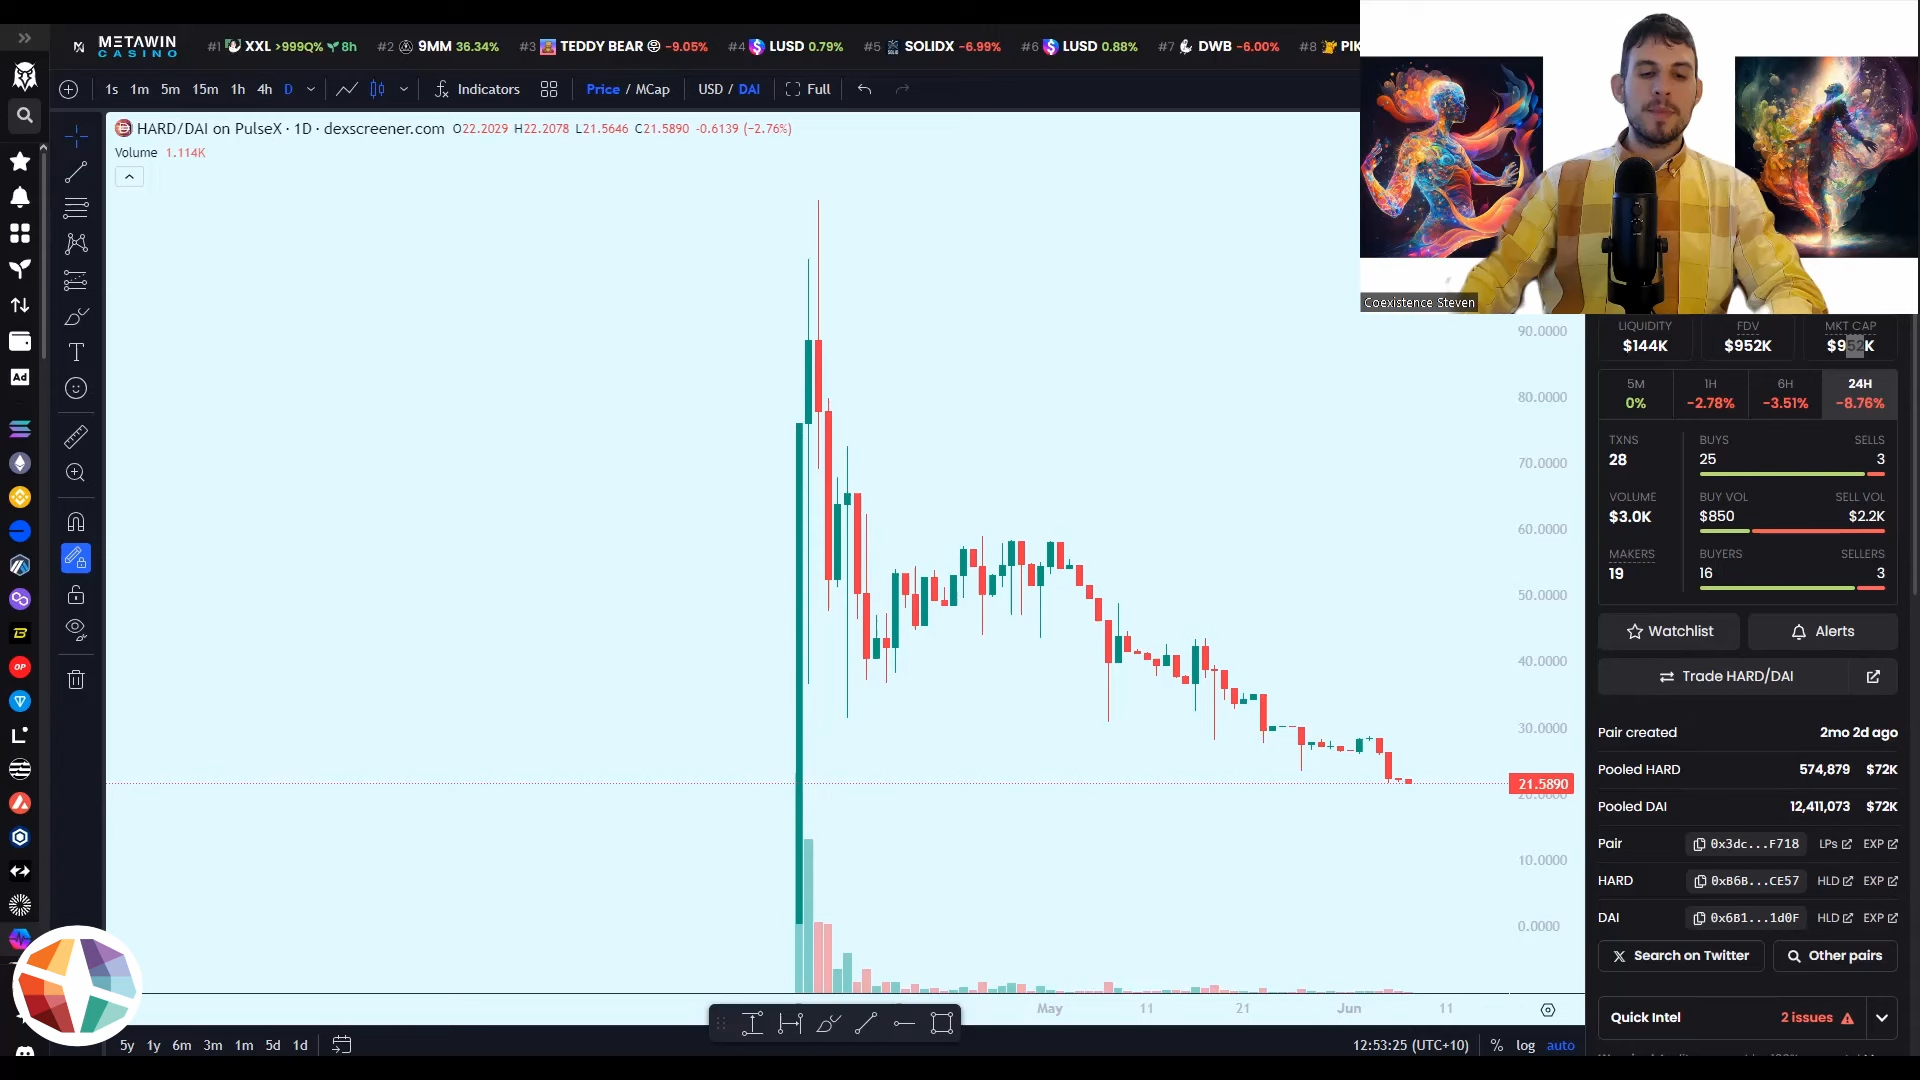 METAWIN
CASINO
#1 XXL >999Q% 8h #2 9MM 36.34% #3 TEDDY BEAR -9.05% #4 LUSD 0.79% #5 SOLIDX -6.99% #6 LUSD 0.88% #7 DWB -6.00% #8 PIK
1s 1m 5m 15m 1h 4h D Indicators Price / MCap USD / DAI Full
HARD/DAI on PulseX · 1D · dexscreener.com O22.2029 H22.2078 L21.5646 C21.5890 -0.6139 (−2.76%)
Volume 1.114K
Coexistence Steven
90.0000
80.0000
70.0000
60.0000
50.0000
40.0000
30.0000
21.5890
10.0000
0.0000
May 11 21 Jun 11
5y 1y 6m 3m 1m 5d 1d
12:53:25 (UTC+10) % log auto
Ad
OP
LIQUIDITY FDV MKT CAP
$144K $952K $952K
5M 1H 6H 24H
0% -2.78% -3.51% -8.76%
TXNS BUYS SELLS
28 25 3
VOLUME BUY VOL SELL VOL
$3.0K $850 $2.2K
MAKERS BUYERS SELLERS
19 16 3
Watchlist Alerts
Trade HARD/DAI
Pair created 2mo 2d ago
Pooled HARD 574,879 $72K
Pooled DAI 12,411,073 $72K
Pair 0x3dc...F718 LPs EXP
HARD 0xB6B...CE57 HLD EXP
DAI 0x6B1...1d0F HLD EXP
Search on Twitter Other pairs
Quick Intel 2 issues